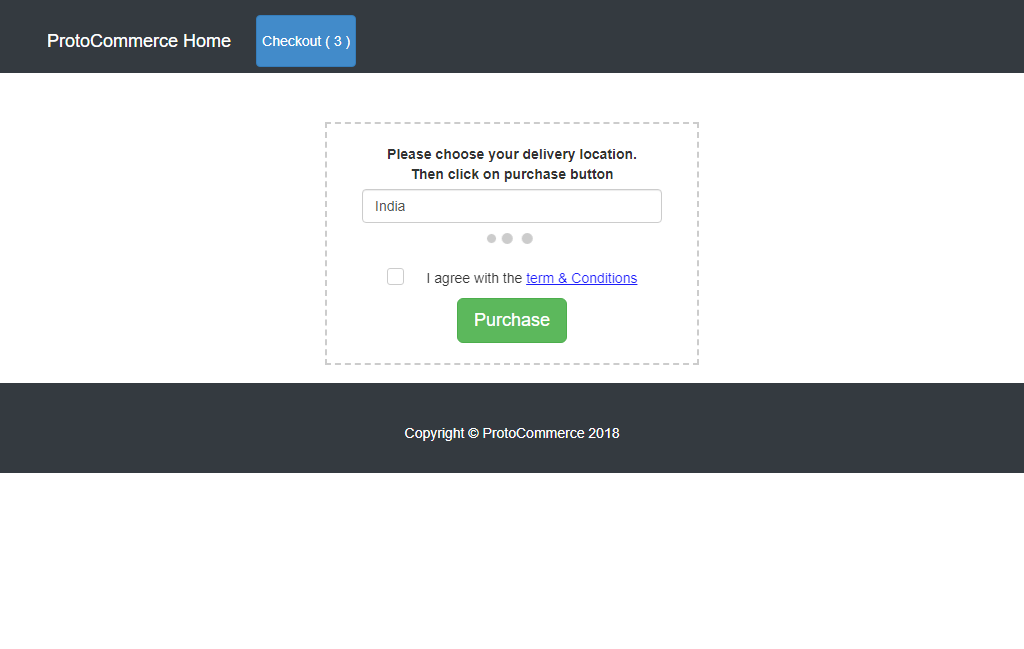 ProtoCommerce Home
Checkout ( 3 )
Please choose your delivery location.
Then click on purchase button
India
I agree with the term & Conditions
Purchase
Copyright © ProtoCommerce 2018